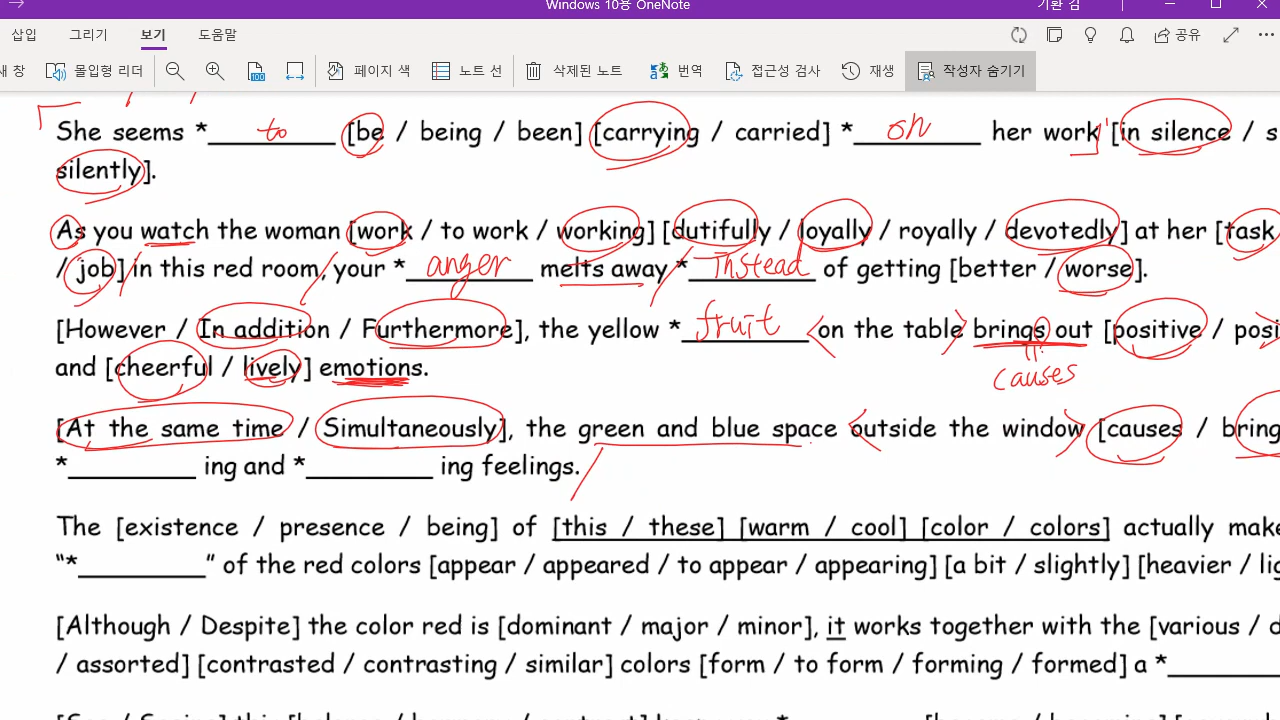 Windows 10용 OneNote 기환 김
삽입 그리기 보기 도움말 공유
새 창 몰입형 리더 페이지 색 노트 선 삭제된 노트 번역 접근성 검사 재생 작성자 숨기기
She seems * to [be / being / been] [carrying / carried] * on her work [in silence / s
silently].
As you watch the woman [work / to work / working] [dutifully / loyally / royally / devotedly] at her [task
/ job] in this red room, your * anger melts away * instead of getting [better / worse].
[However / In addition / Furthermore], the yellow * fruit on the table brings out [positive / posi
causes
and [cheerful / lively] emotions.
[At the same time / Simultaneously], the green and blue space outside the window [causes / bring
*________ ing and *________ ing feelings.
The [existence / presence / being] of [this / these] [warm / cool] [color / colors] actually make
“*________” of the red colors [appear / appeared / to appear / appearing] [a bit / slightly] [heavier / lig
[Although / Despite] the color red is [dominant / major / minor], it works together with the [various / d
/ assorted] [contrasted / contrasting / similar] colors [form / to form / forming / formed] a *________